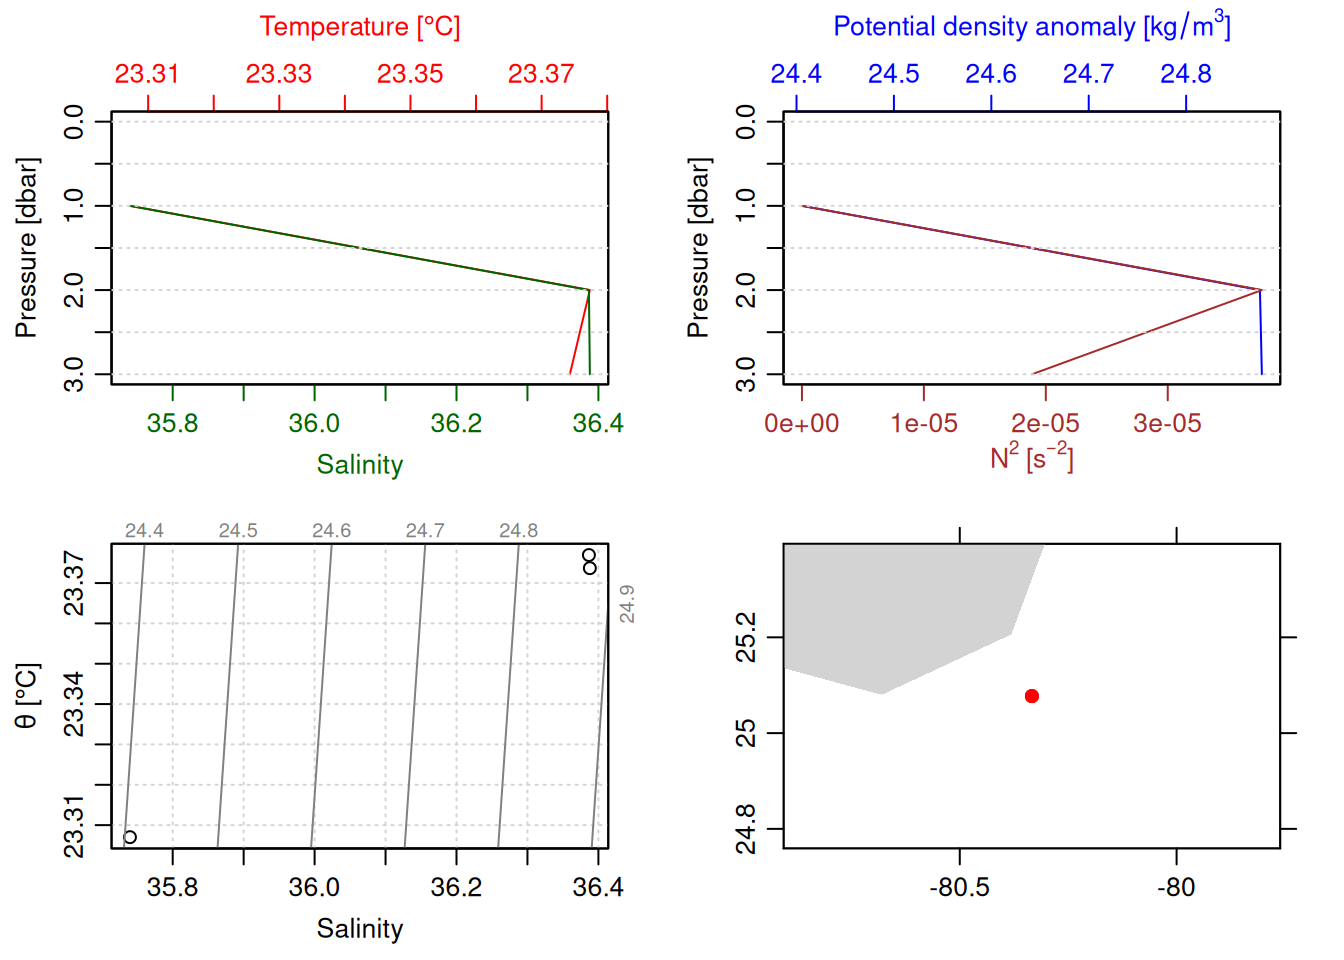 Temperature [°C]
23.31 23.33 23.35 23.37
Pressure [dbar]
0.0 1.0 2.0 3.0
35.8 36.0 36.2 36.4
Salinity
Potential density anomaly [kg/m³]
24.4 24.5 24.6 24.7 24.8
Pressure [dbar]
0.0 1.0 2.0 3.0
0e+00 1e-05 2e-05 3e-05
N² [s⁻²]
24.4 24.5 24.6 24.7 24.8
24.9
θ [°C]
23.37 23.34 23.31
35.8 36.0 36.2 36.4
Salinity
25.2
25
24.8
-80.5 -80